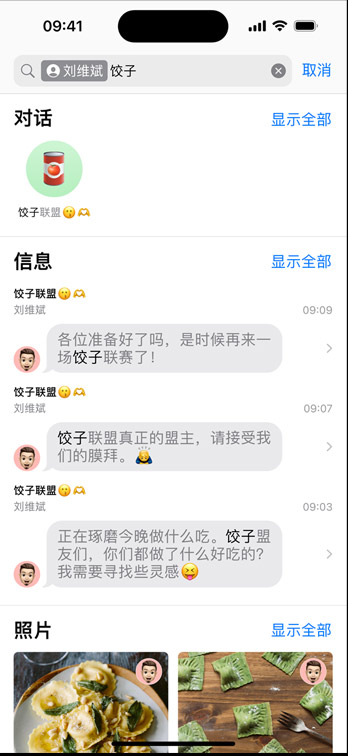 09:41
刘维斌 饺子
取消
对话
显示全部
饺子联盟😗🫶
信息
显示全部
饺子联盟😗🫶
刘维斌
09:09
各位准备好了吗，是时候再来一
场饺子联赛了！
饺子联盟😗🫶
刘维斌
09:07
饺子联盟真正的盟主，请接受我
们的膜拜。🙇
饺子联盟😗🫶
刘维斌
09:03
正在琢磨今晚做什么吃。饺子盟
友们，你们都做了什么好吃的？
我需要寻找些灵感😝
照片
显示全部